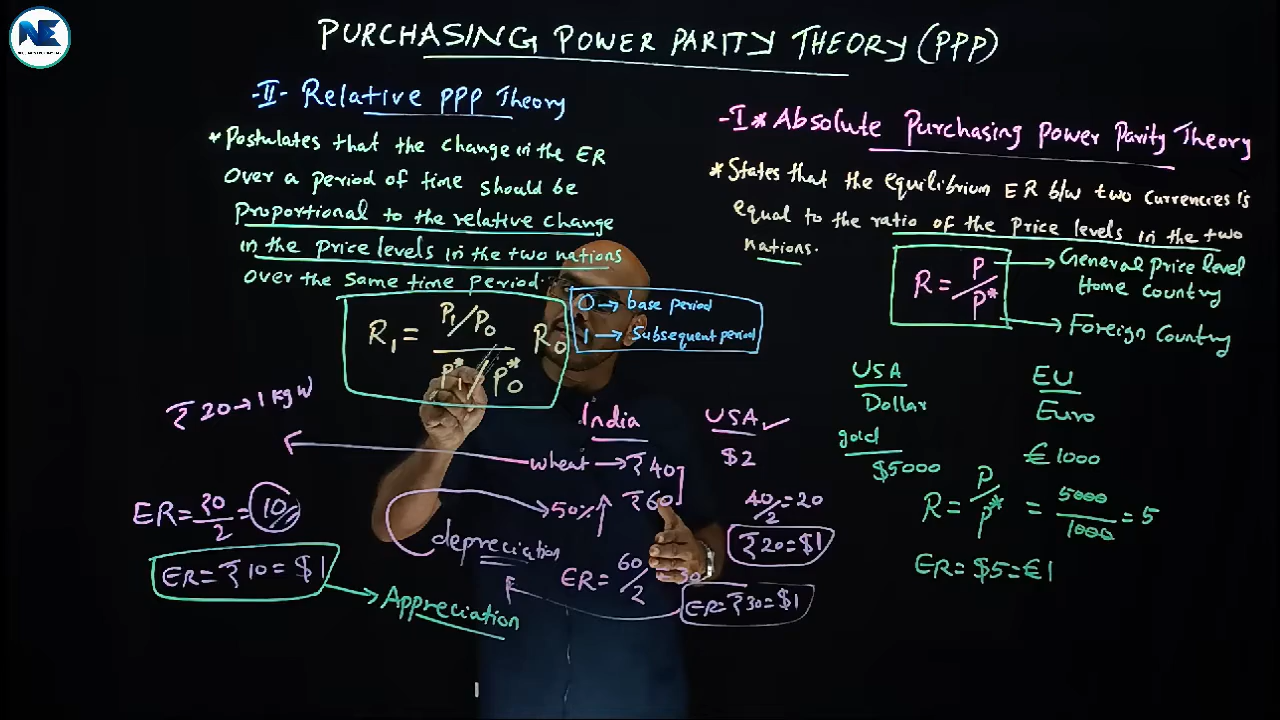 NE
PURCHASING POWER PARITY THEORY (PPP)
-II- Relative PPP Theory
* Postulates that the change in the ER
over a period of time should be
proportional to the relative change
in the price levels in the two nations
over the same time period.
R₁ = P₁/P₀ / P₁*/P₀* R₀
0 → base period
1 → Subsequent period
-I * Absolute Purchasing Power Parity Theory
* States that the equilibrium ER b/w two currencies is
equal to the ratio of the price levels in the two
nations.
R = P/P*
General price level
Home country
Foreign Country
USA
Dollar
EU
Euro
gold
$5000
€ 1000
R = P/P* = 5000/1000 = 5
ER = $5 = € 1
₹ 20 → 1 kg W
India
USA ✓
wheat → ₹ 40
$2
50% ↑ ₹ 60
40/2 = 20
₹ 20 = $1
depreciation
ER = 60/2
30
ER = ₹ 30 = $1
ER = 20/2 = 10
ER = ₹ 10 = $1
Appreciation